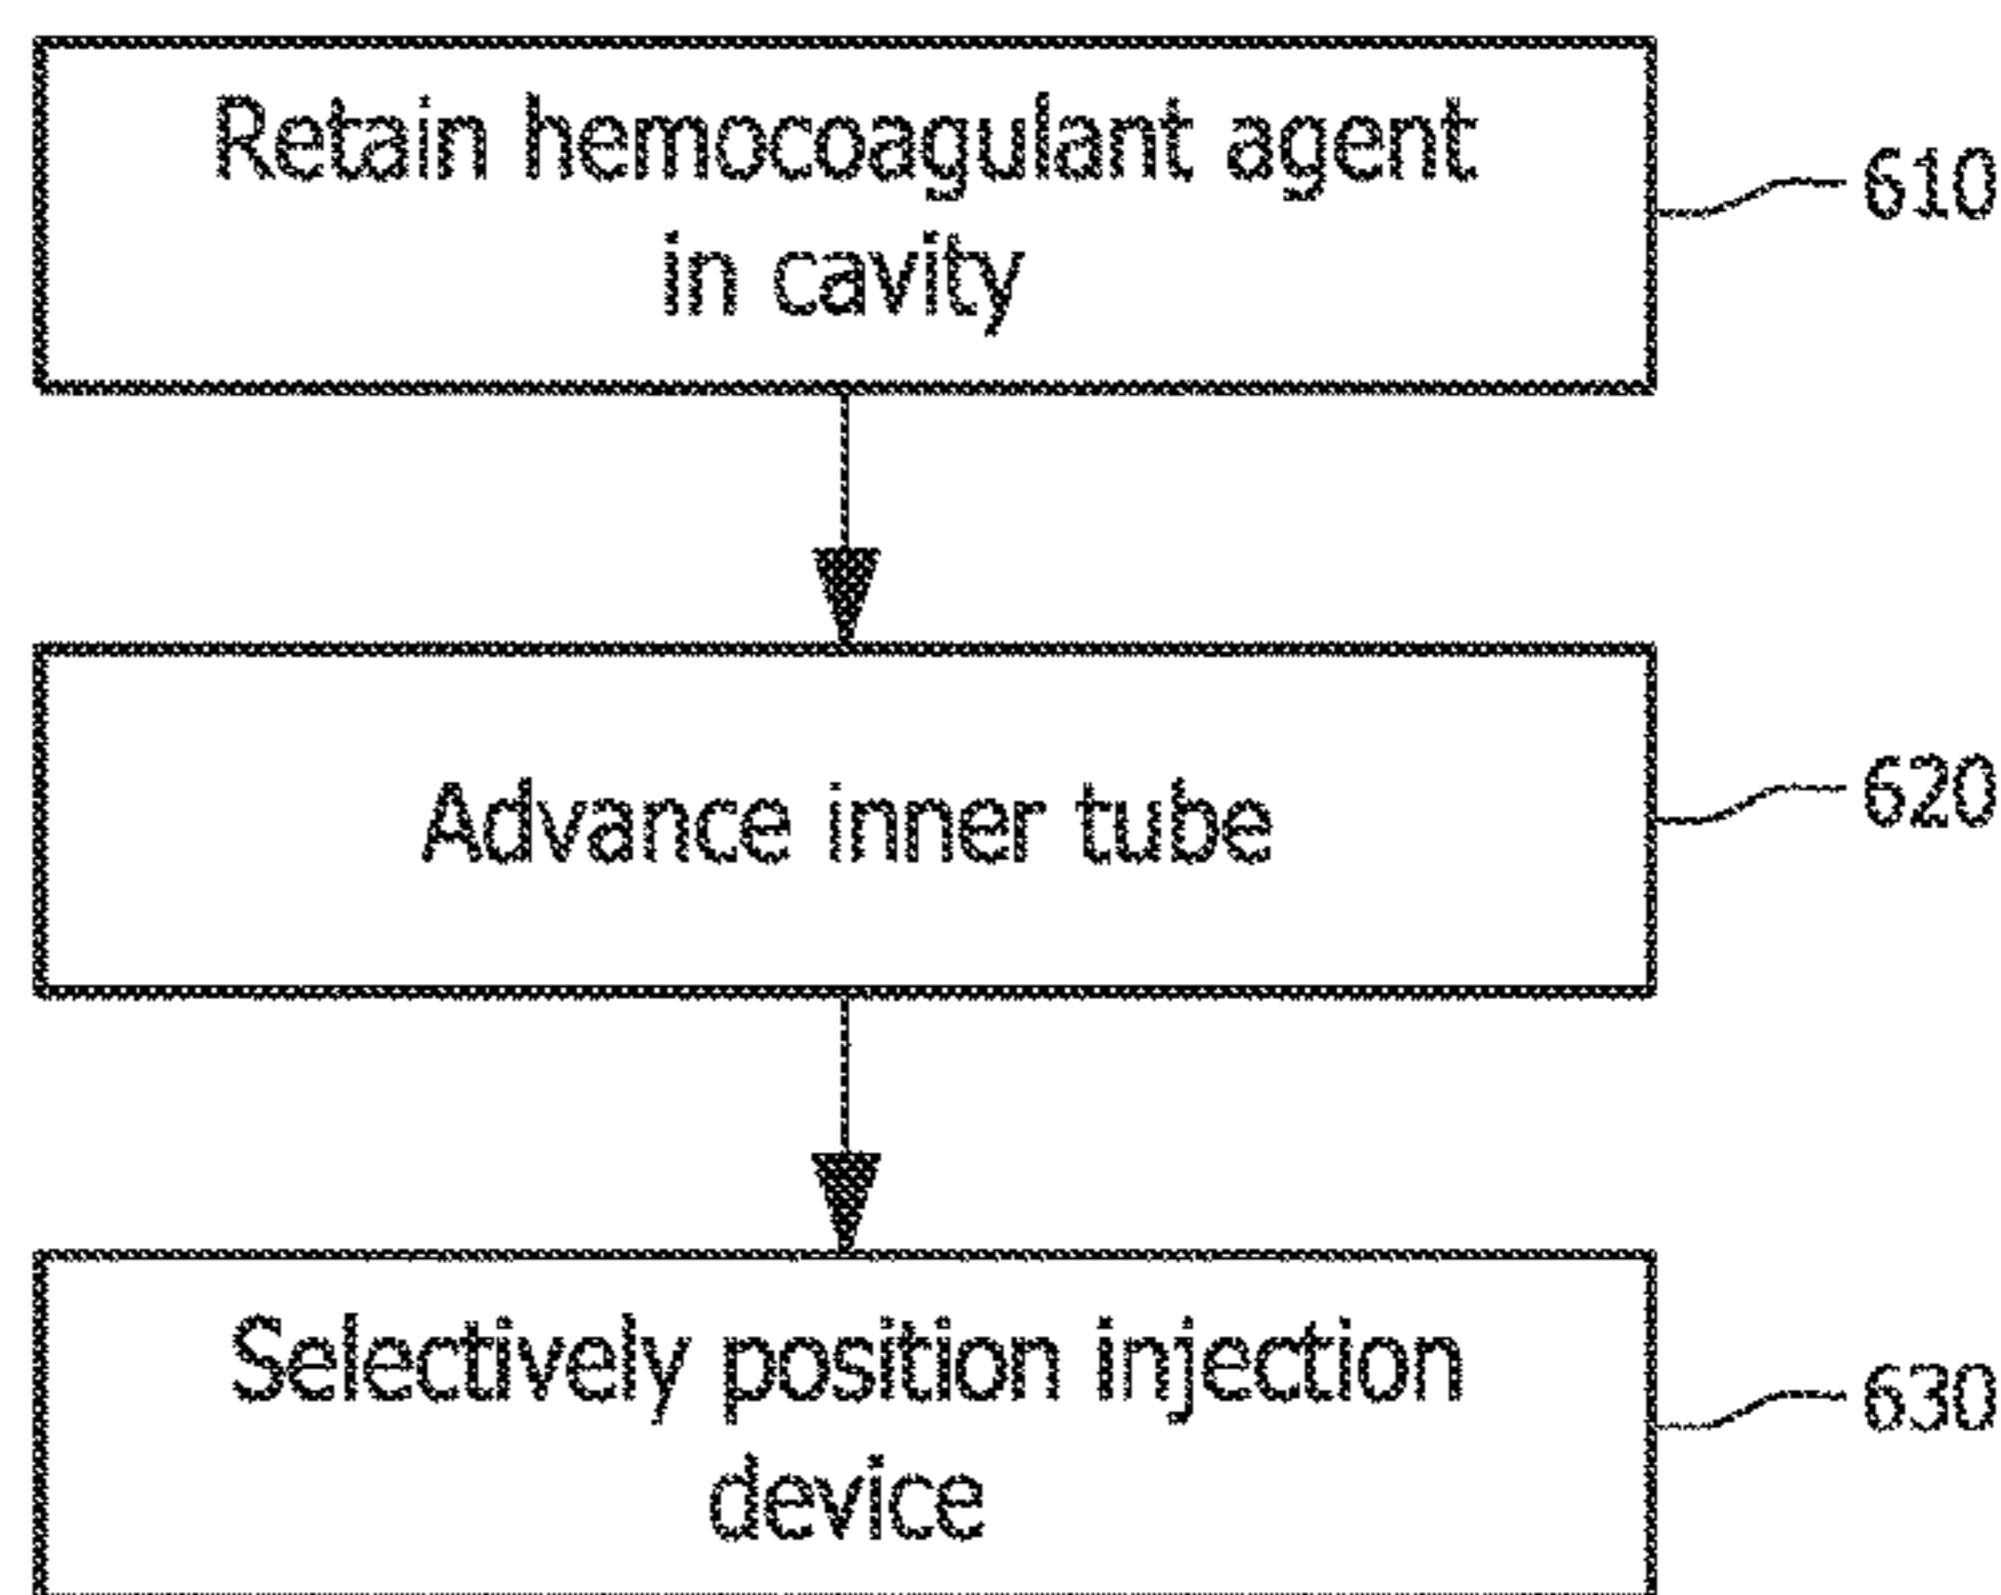 Retain hemocoagulant agent
in cavity
610
Advance inner tube
620
Selectively position injection
device
630